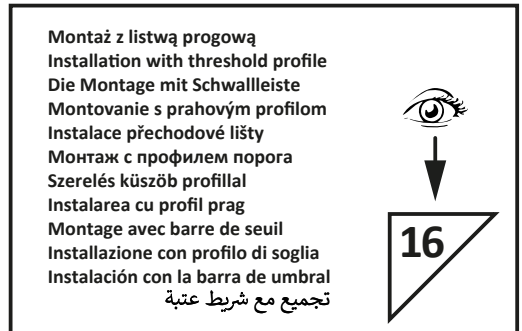 Montaż z listwą progową
Installation with threshold profile
Die Montage mit Schwallleiste
Montovanie s prahovým profilom
Instalace přechodové lišty
Монтаж с профилем порога
Szerelés küszöb profillal
Instalarea cu profil prag
Montage avec barre de seuil
Installazione con profilo di soglia
Instalación con la barra de umbral
تجميع مع شريط عتبة
16